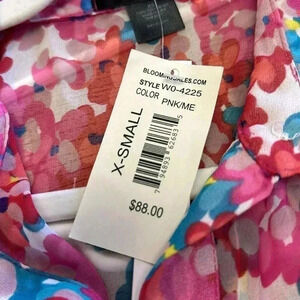 BLOOMINGDALES.COM
STYLE W0-4225
COLOR PNK/ME
X-SMALL
$88.00